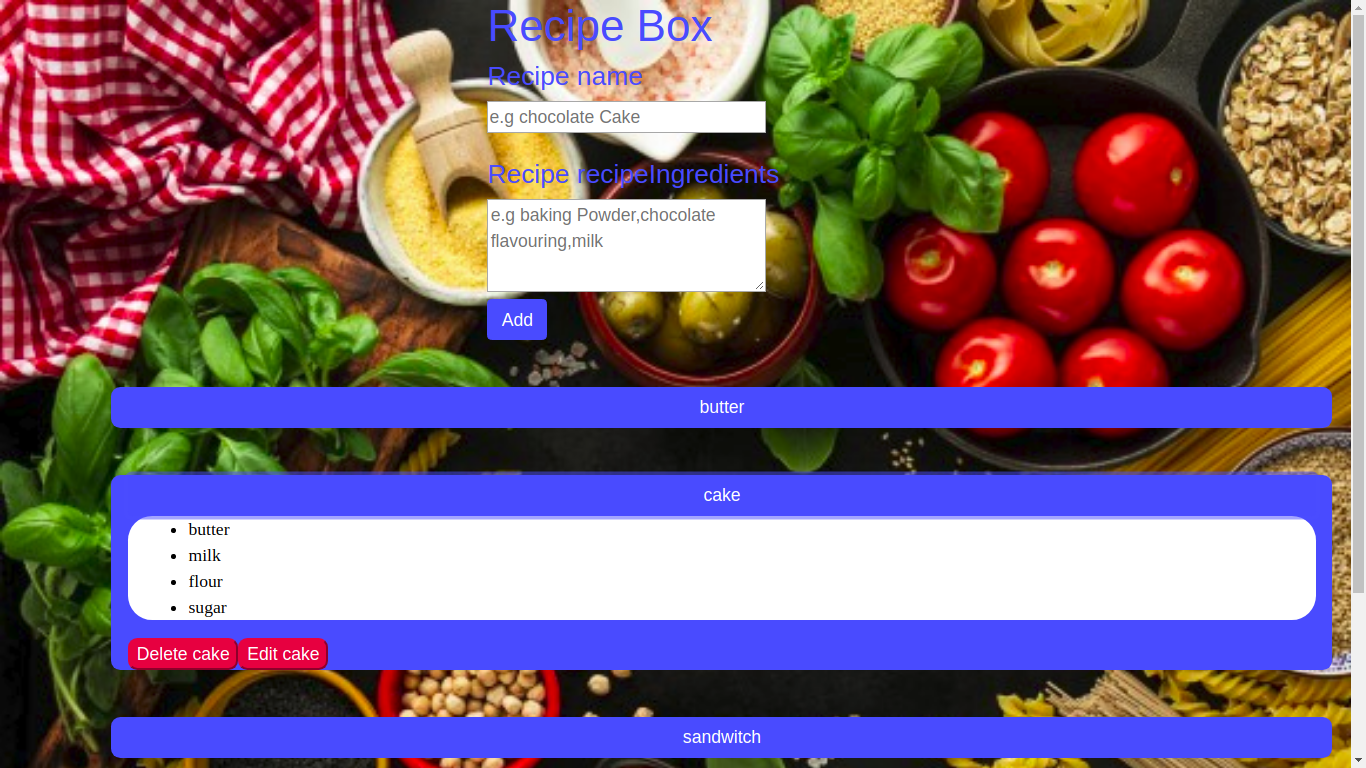 Recipe Box
Recipe name
e.g chocolate Cake
Recipe recipeIngredients
e.g baking Powder,chocolate
flavouring,milk
Add
butter
cake
butter
milk
flour
sugar
Delete cake Edit cake
sandwitch